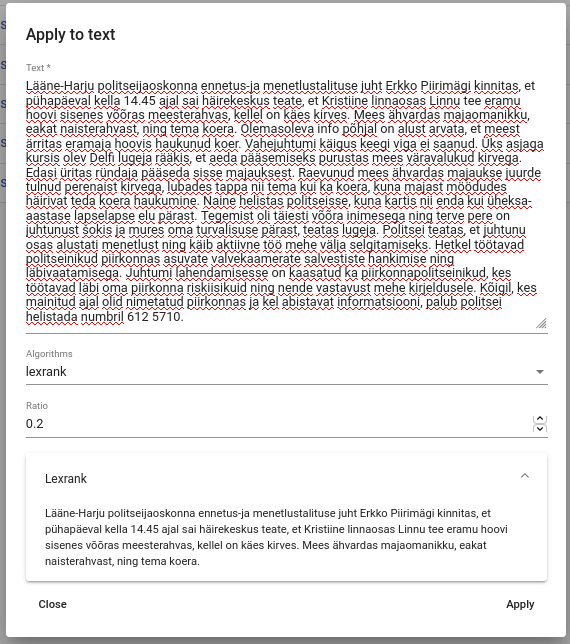 Apply to text
Text *
Lääne-Harju politseijaoskonna ennetus-ja menetlustalituse juht Erkko Piirimägi kinnitas, et
pühapäeval kella 14.45 ajal sai häirekeskus teate, et Kristiine linnaosas Linnu tee eramu
hoovi sisenes võõras meesterahvas, kellel on käes kirves. Mees ähvardas majaomanikku,
eakat naisterahvast, ning tema koera. Olemasoleva info põhjal on alust arvata, et meest
ärritas eramaja hoovis haukunud koer. Vahejuhtumi käigus keegi viga ei saanud. Üks asjaga
kursis olev Delfi lugeja rääkis, et aeda pääsemiseks purustas mees väravalukud kirvega.
Edasi üritas ründaja pääseda sisse majauksest. Raevunud mees ähvardas majaukse juurde
tulnud perenaist kirvega, lubades tappa nii tema kui ka koera, kuna majast möödudes
häirivat teda koera haukumine. Naine helistas politseisse, kuna kartis nii enda kui üheksa-
aastase lapselapse elu pärast. Tegemist oli täiesti võõra inimesega ning terve pere on
juhtunust šokis ja mures oma turvalisuse pärast, teatas lugeja. Politsei teatas, et juhtunu
osas alustati menetlust ning käib aktiivne töö mehe välja selgitamiseks. Hetkel töötavad
politseinikud piirkonnas asuvate valvekaamerate salvestiste hankimise ning
läbivaatamisega. Juhtumi lahendamisesse on kaasatud ka piirkonnapolitseinikud, kes
töötavad läbi oma piirkonna riskiisikuid ning nende vastavust mehe kirjeldusele. Kõigil, kes
mainitud ajal olid nimetatud piirkonnas ja kel abistavat informatsiooni, palub politsei
helistada numbril 612 5710.
Algorithms
lexrank
Ratio
0.2
Lexrank
Lääne-Harju politseijaoskonna ennetus-ja menetlustalituse juht Erkko Piirimägi kinnitas, et
pühapäeval kella 14.45 ajal sai häirekeskus teate, et Kristiine linnaosas Linnu tee eramu hoovi
sisenes võõras meesterahvas, kellel on käes kirves. Mees ähvardas majaomanikku, eakat
naisterahvast, ning tema koera.
Close
Apply